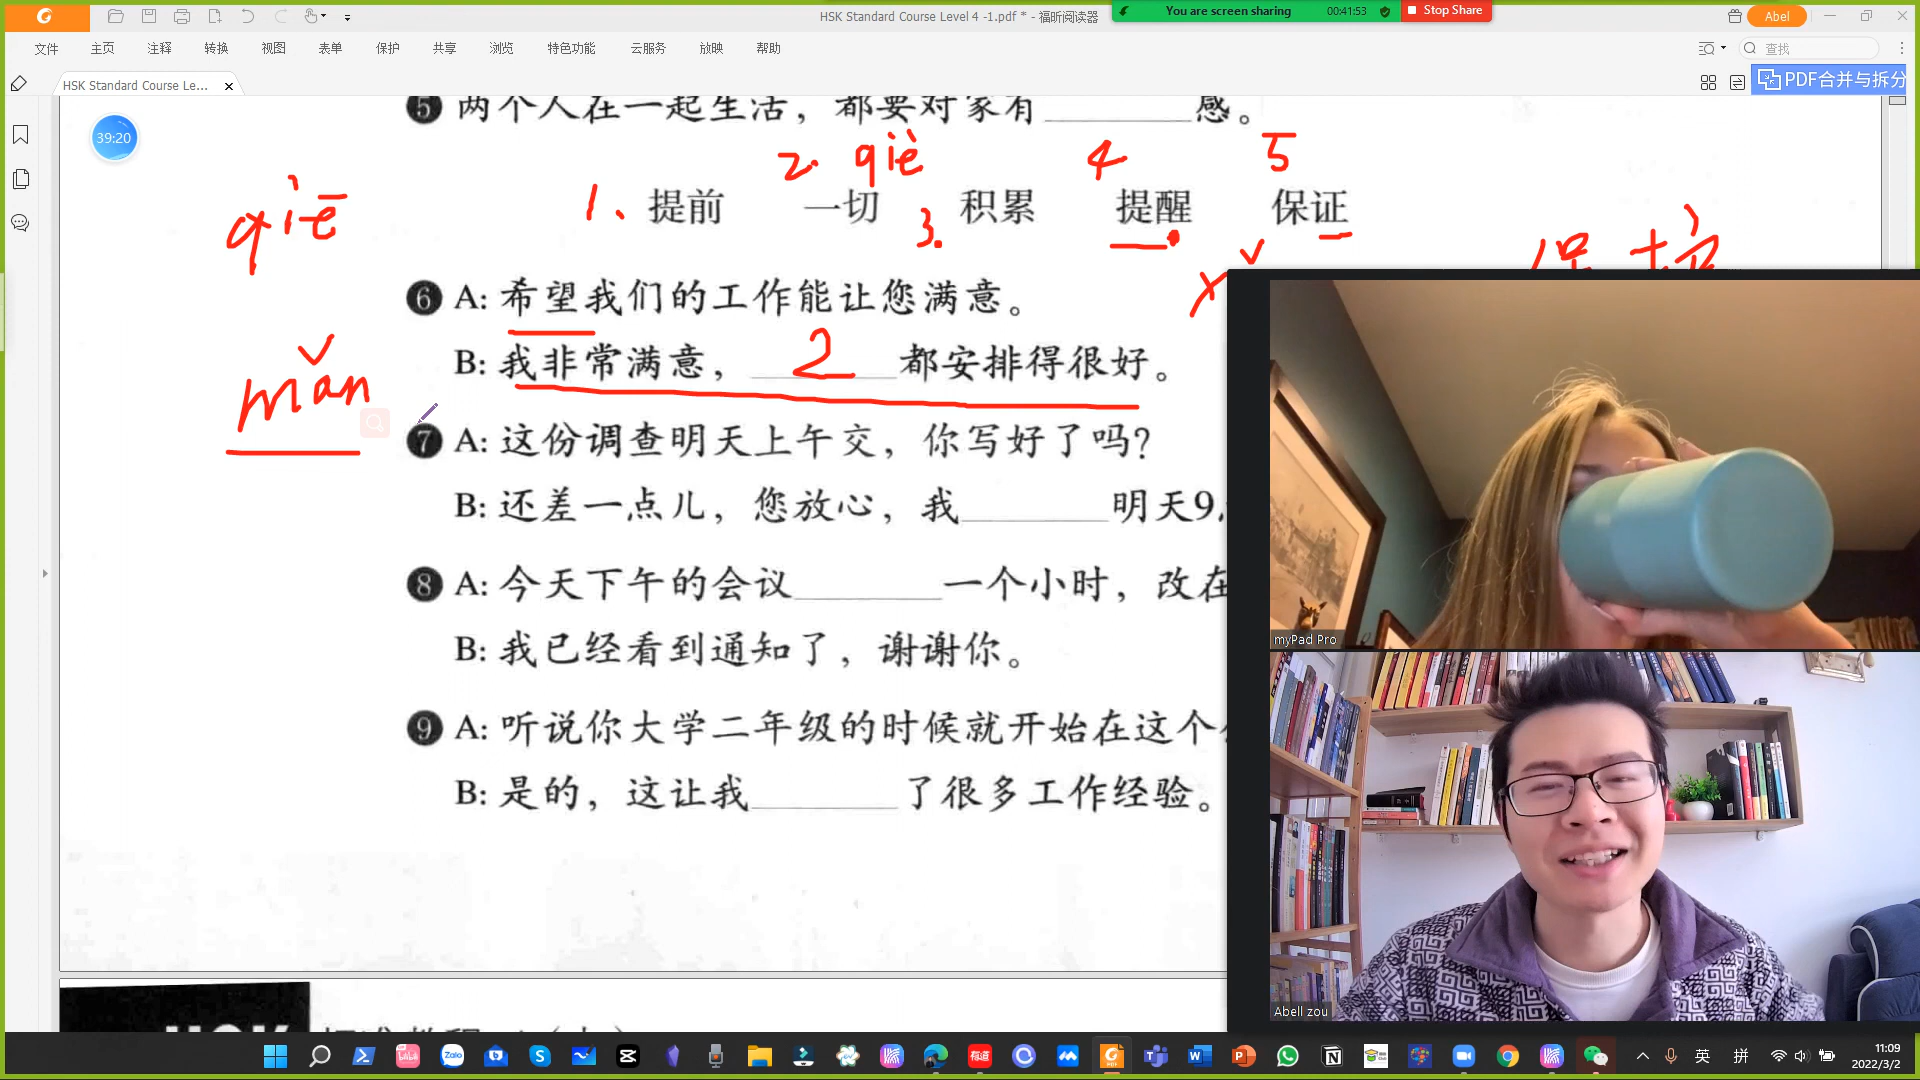 HSK Standard Course Level 4 -1.pdf * - 福昕阅读器
You are screen sharing 00:41:53 Stop Share
Abel
文件 主页 注释 转换 视图 表单 保护 共享 浏览 特色功能 云服务 放映 帮助
查找
HSK Standard Course Le...
PDF合并与拆分
39:20
5 两个人在一起生活，都要对家有______感。
2. qiè 4 5
qiē
1. 提前 一切 3. 积累 提醒 保证
保护
6 A: 希望我们的工作能让您满意。
B: 我非常满意，2都安排得很好。
mǎn
7 A: 这份调查明天上午交，你写好了吗？
B: 还差一点儿，您放心，我______明天9
8 A: 今天下午的会议______一个小时，改在
B: 我已经看到通知了，谢谢你。
9 A: 听说你大学二年级的时候就开始在这个
B: 是的，这让我______了很多工作经验。
myPad Pro
Abell zou
英 拼
11:09
2022/3/2